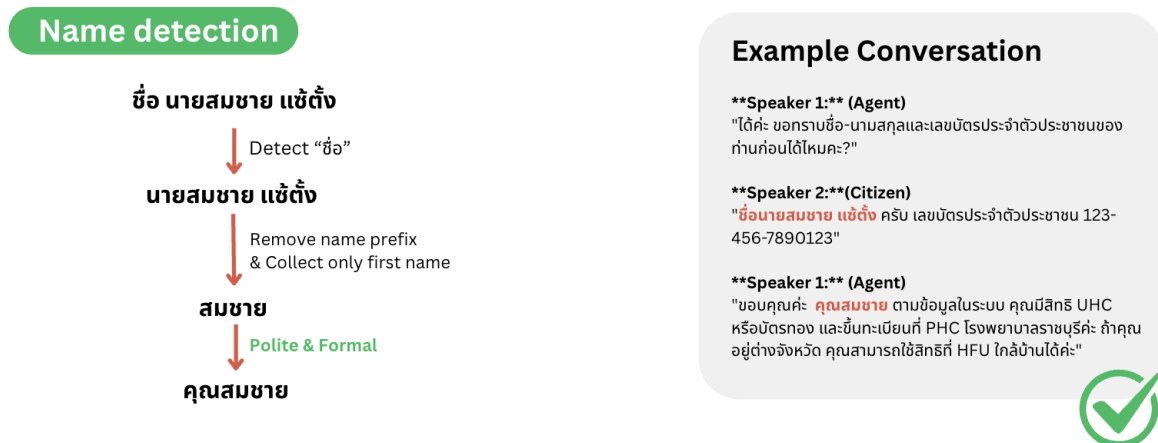 Name detection
ชื่อ นายสมชาย แซ้ตั้ง
Detect “ชื่อ”
นายสมชาย แซ้ตั้ง
Remove name prefix
& Collect only first name
สมชาย
Polite & Formal
คุณสมชาย
Example Conversation
**Speaker 1:** (Agent)
"ได้ค่ะ ขอทราบชื่อ-นามสกุลและเลขบัตรประจำตัวประชาชนของ
ท่านก่อนได้ไหมคะ?"
**Speaker 2:**(Citizen)
"ชื่อนายสมชาย แซ้ตั้ง ครับ เลขบัตรประจำตัวประชาชน 123-
456-7890123"
**Speaker 1:** (Agent)
"ขอบคุณค่ะ คุณสมชาย ตามข้อมูลในระบบ คุณมีสิทธิ UHC
หรือบัตรทอง และขึ้นทะเบียนที่ PHC โรงพยาบาลราชบุรีค่ะ ถ้าคุณ
อยู่ต่างจังหวัด คุณสามารถใช้สิทธิที่ HFU ใกล้บ้านได้ค่ะ"